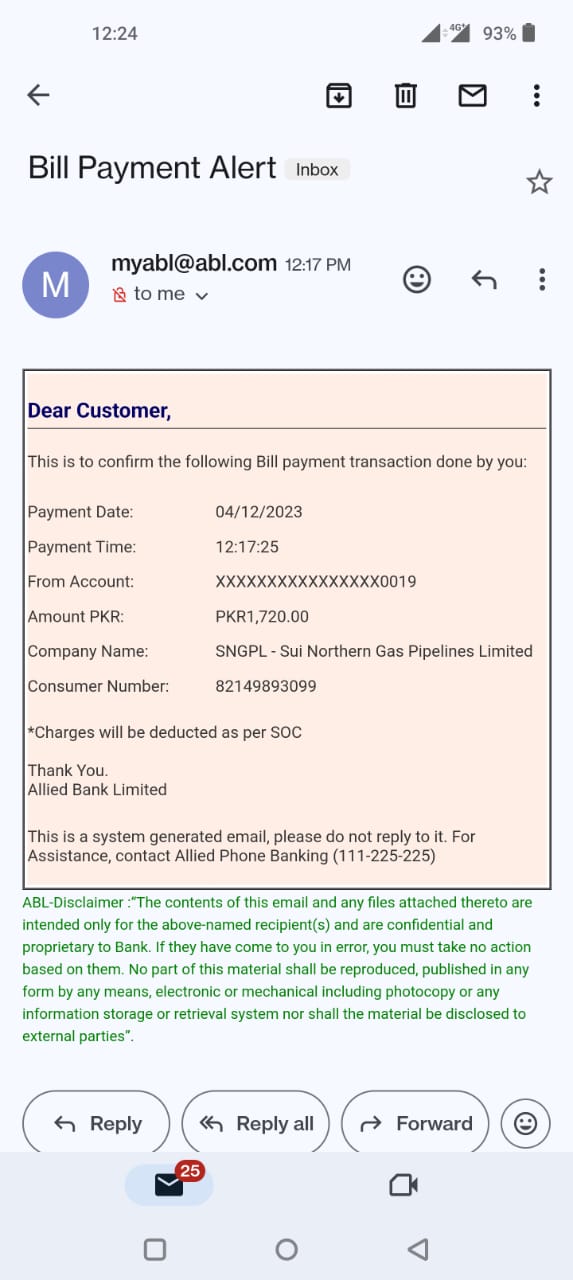 12:24
4G+ 93%
Bill Payment Alert Inbox
M
myabl@abl.com 12:17 PM
to me
Dear Customer,
This is to confirm the following Bill payment transaction done by you:
Payment Date: 04/12/2023
Payment Time: 12:17:25
From Account: XXXXXXXXXXXXXXXX0019
Amount PKR: PKR1,720.00
Company Name: SNGPL - Sui Northern Gas Pipelines Limited
Consumer Number: 82149893099
*Charges will be deducted as per SOC
Thank You.
Allied Bank Limited
This is a system generated email, please do not reply to it. For
Assistance, contact Allied Phone Banking (111-225-225)
ABL-Disclaimer :“The contents of this email and any files attached thereto are
intended only for the above-named recipient(s) and are confidential and
proprietary to Bank. If they have come to you in error, you must take no action
based on them. No part of this material shall be reproduced, published in any
form by any means, electronic or mechanical including photocopy or any
information storage or retrieval system nor shall the material be disclosed to
external parties”.
Reply Reply all Forward
25